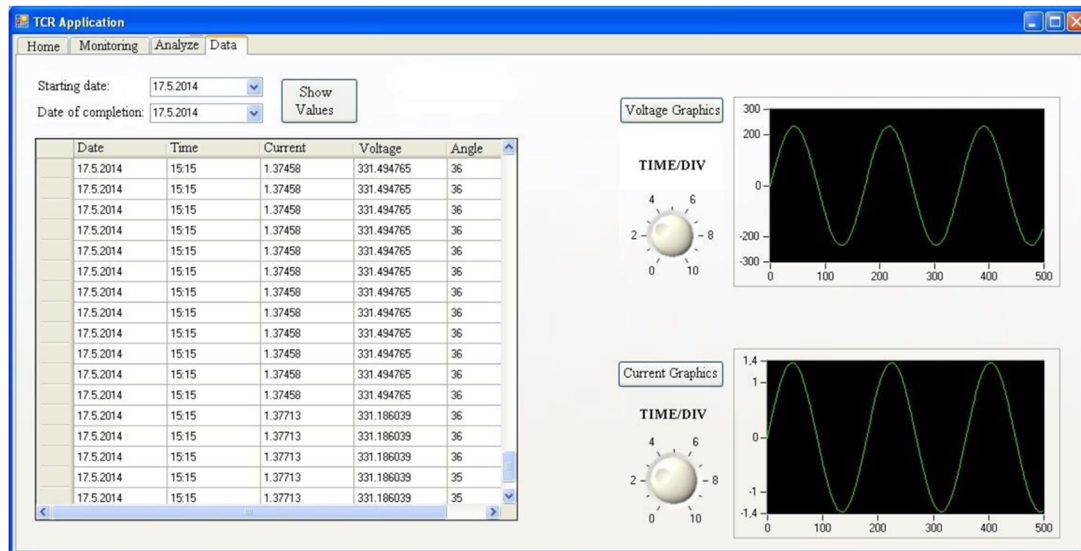 TCR Application
Home Monitoring Analyze Data
Starting date: 17.5.2014
Date of completion: 17.5.2014
Show
Values
Date Time Current Voltage Angle
17.5.2014 15:15 1.37458 331.494765 36
17.5.2014 15:15 1.37458 331.494765 36
17.5.2014 15:15 1.37458 331.494765 36
17.5.2014 15:15 1.37458 331.494765 36
17.5.2014 15:15 1.37458 331.494765 36
17.5.2014 15:15 1.37458 331.494765 36
17.5.2014 15:15 1.37458 331.494765 36
17.5.2014 15:15 1.37458 331.494765 36
17.5.2014 15:15 1.37458 331.494765 36
17.5.2014 15:15 1.37458 331.494765 36
17.5.2014 15:15 1.37458 331.494765 36
17.5.2014 15:15 1.37458 331.494765 36
17.5.2014 15:15 1.37713 331.186039 36
17.5.2014 15:15 1.37713 331.186039 36
17.5.2014 15:15 1.37713 331.186039 36
17.5.2014 15:15 1.37713 331.186039 35
17.5.2014 15:15 1.37713 331.186039 35
Voltage Graphics
TIME/DIV
4 6
2 8
0 10
300
200
0
-200
-300
0 100 200 300 400 500
Current Graphics
TIME/DIV
4 6
2 8
0 10
1,4
1
0
-1
-1,4
0 100 200 300 400 500